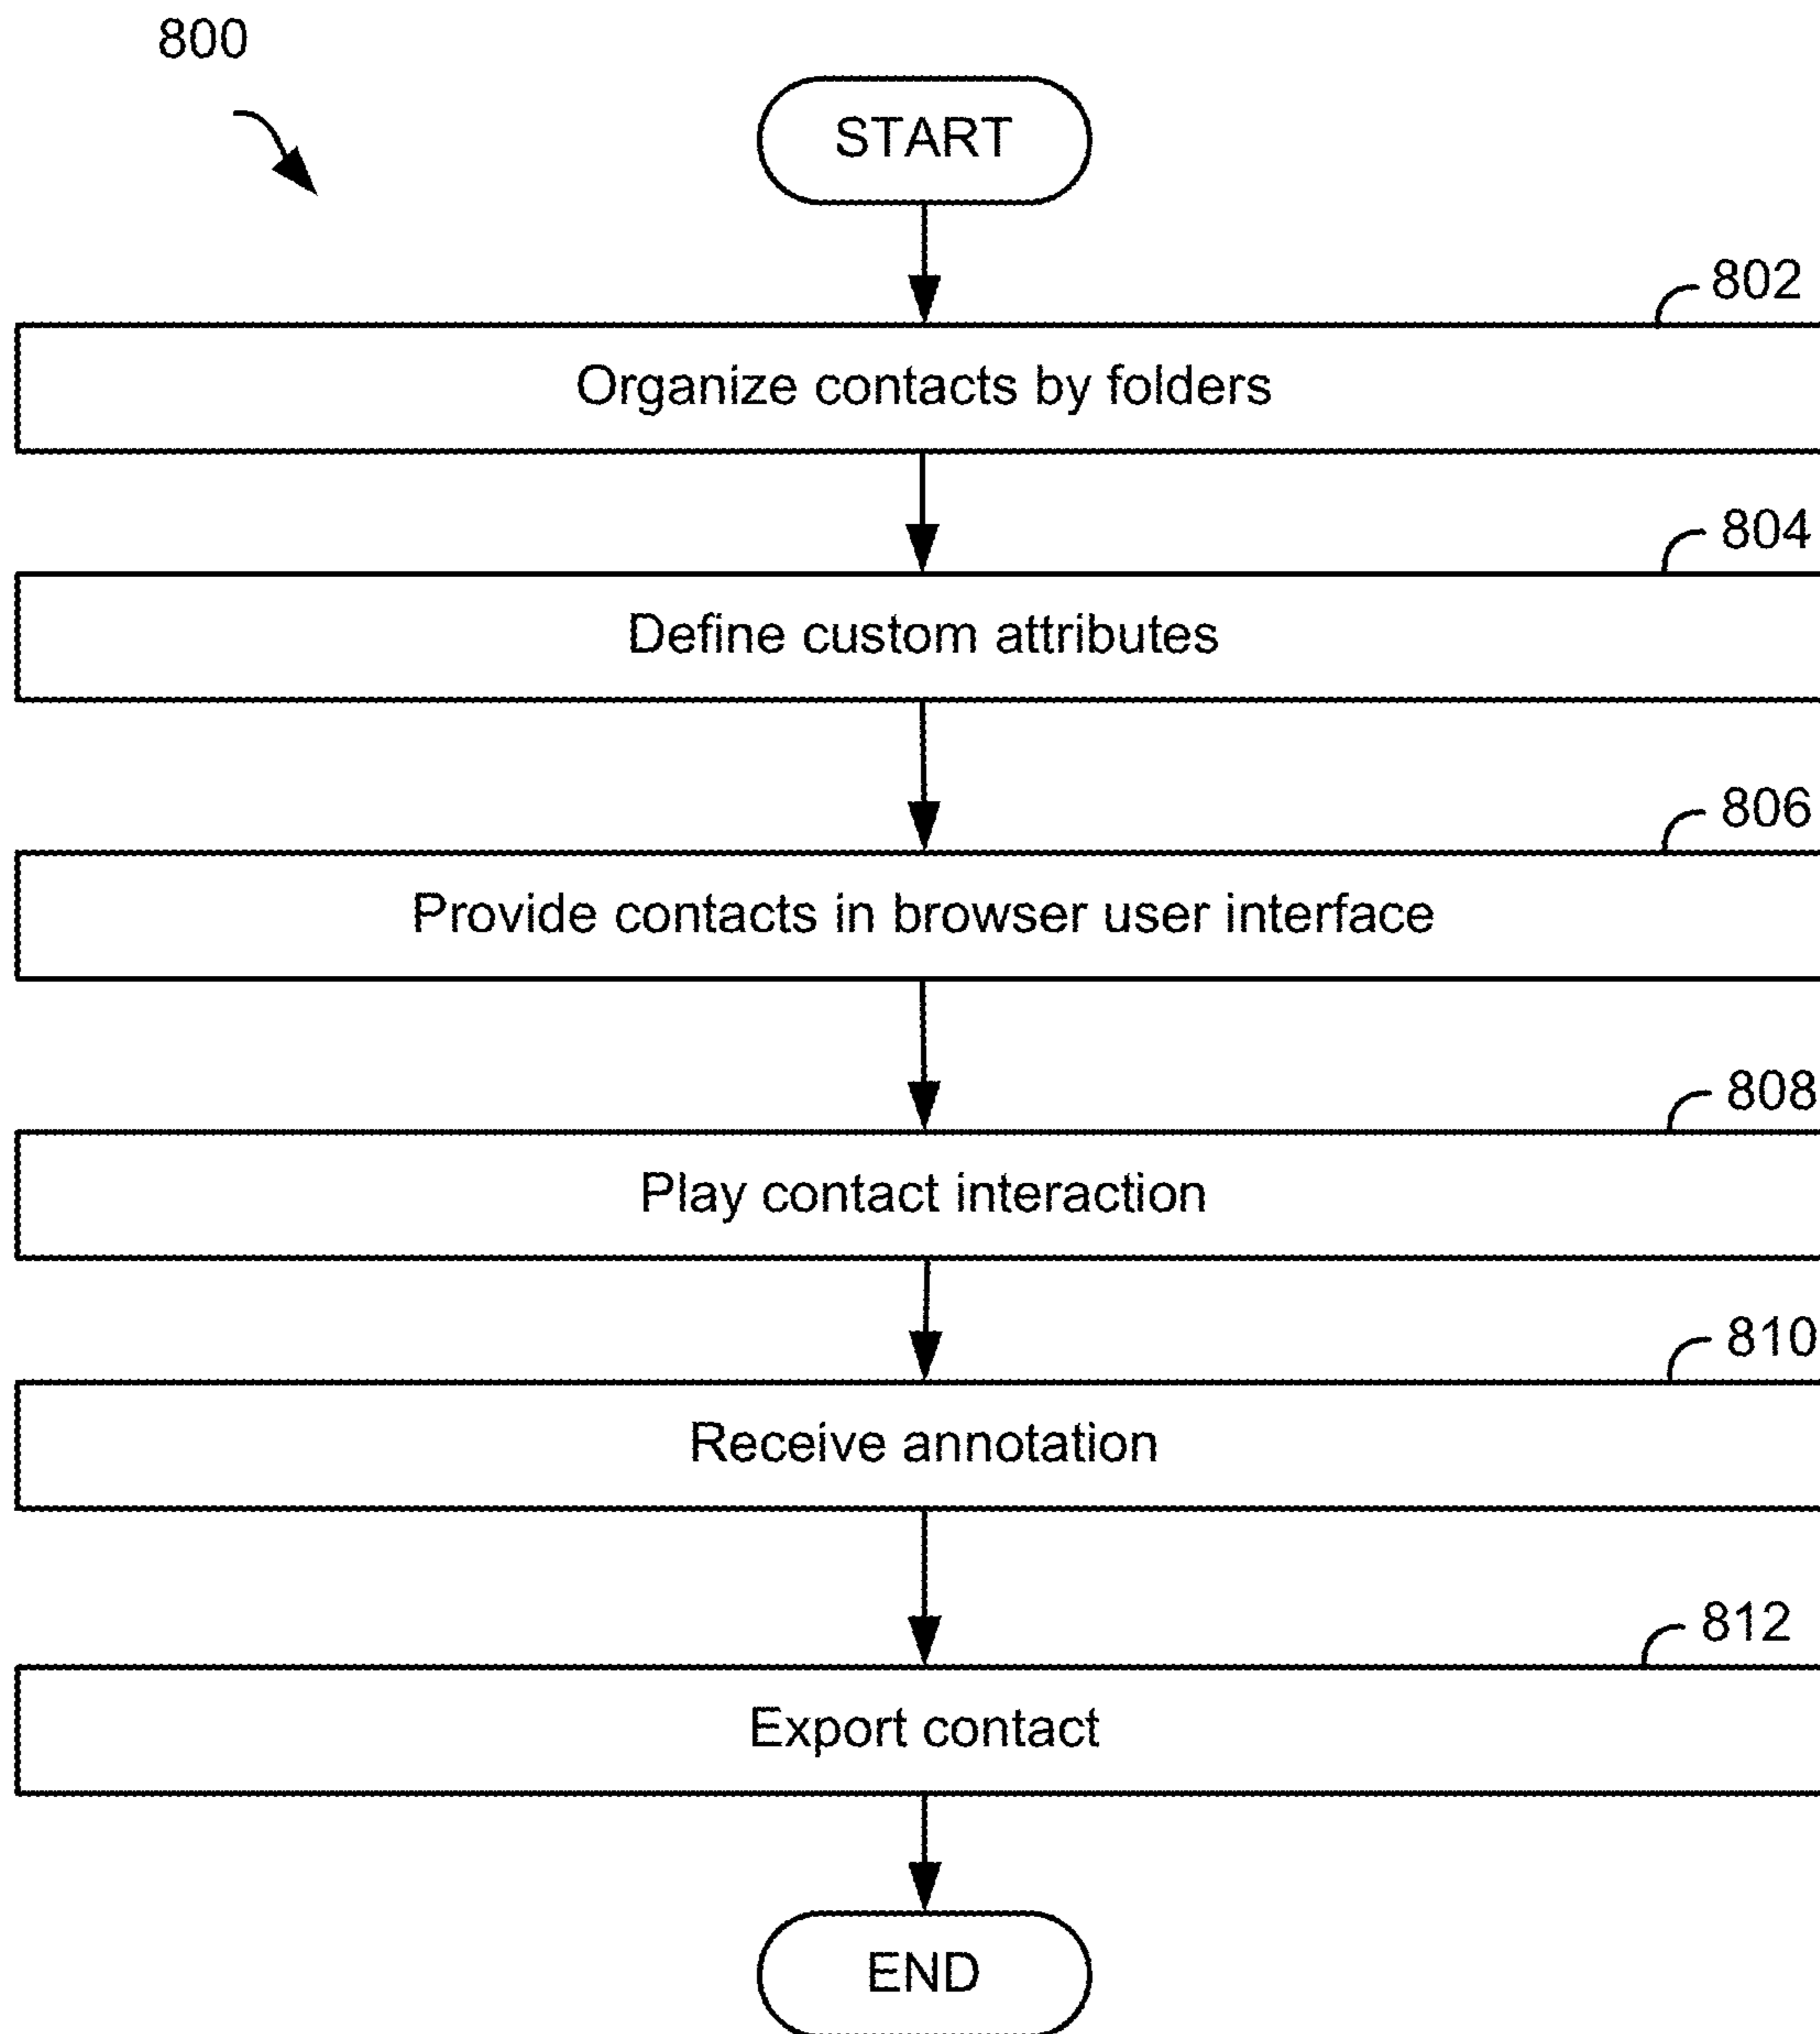 800
START
802
Organize contacts by folders
804
Define custom attributes
806
Provide contacts in browser user interface
808
Play contact interaction
810
Receive annotation
812
Export contact
END